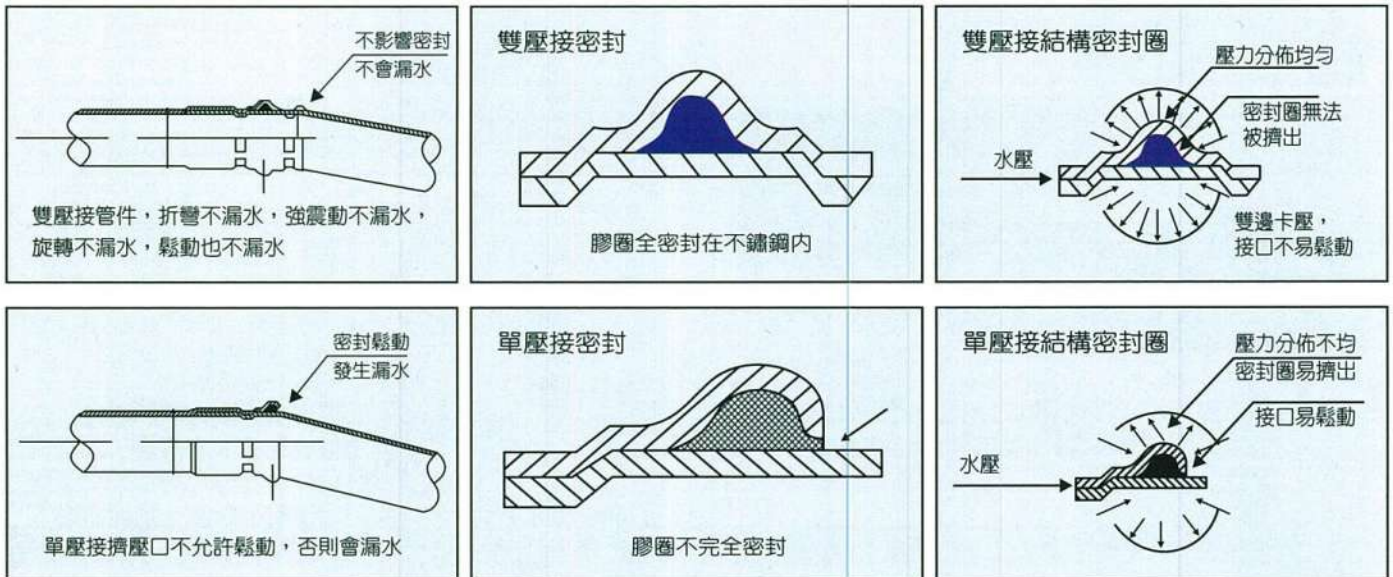 不影響密封
不會漏水
雙壓接管件，折彎不漏水，強震動不漏水，
旋轉不漏水，鬆動也不漏水
雙壓接密封
膠圈全密封在不鏽鋼内
雙壓接結構密封圈
壓力分佈均匀
密封圈無法
被擠出
水壓
雙邊卡壓，
接口不易鬆動
密封鬆動
發生漏水
單壓接擠壓口不允許鬆動，否則會漏水
單壓接密封
膠圈不完全密封
單壓接結構密封圈
壓力分佈不均
密封圈易擠出
接口易鬆動
水壓